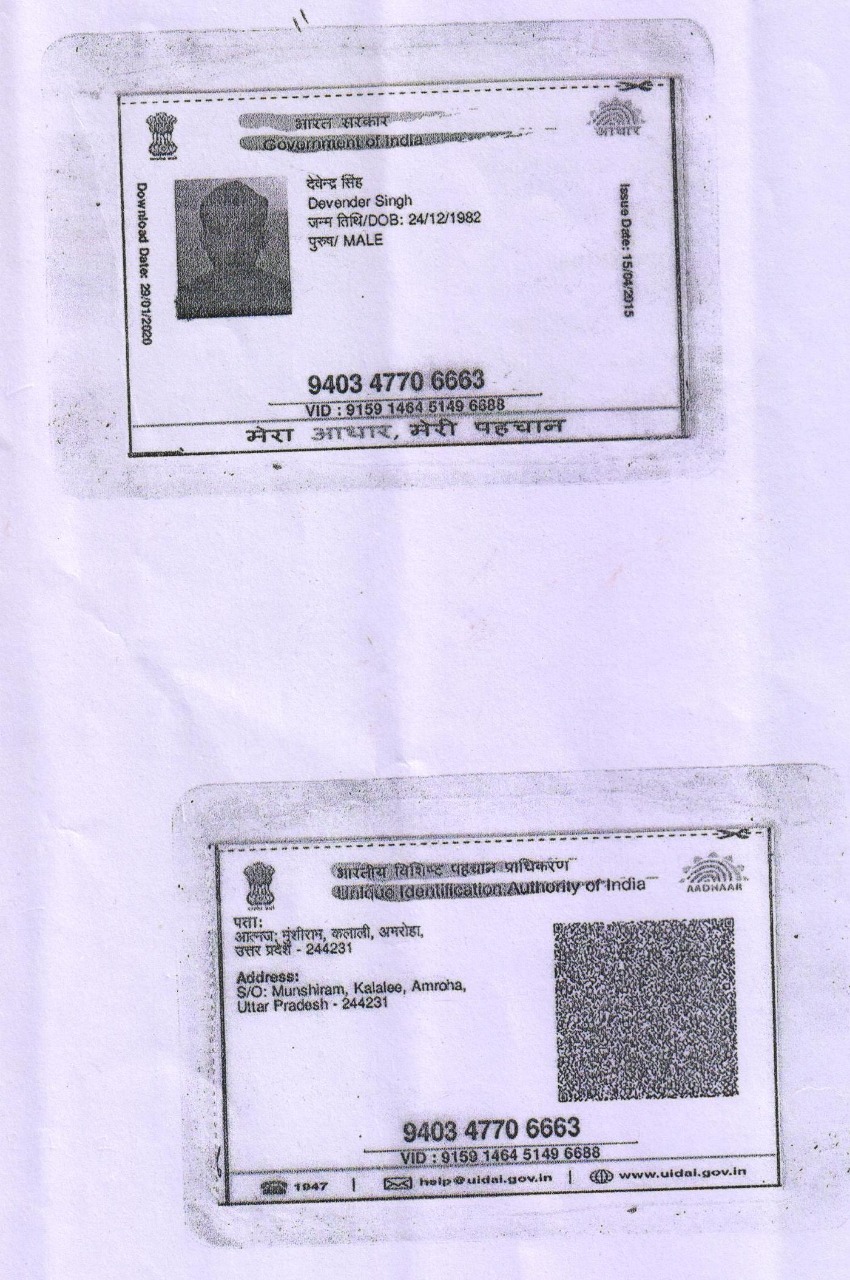 भारत सरकार
Government of India
आधार
Download Date: 29/01/2020
देवेन्द्र सिंह
Devender Singh
जन्म तिथि/DOB: 24/12/1982
पुरुष/ MALE
Issue Date: 15/04/2015
9403 4770 6663
VID : 9159 1464 5149 6688
मेरा आधार, मेरी पहचान
भारतीय विशिष्ट पहचान प्राधिकरण
Unique Identification Authority of India
AADHAAR
पता:
आत्मज: मुंशीराम, कलाली, अमरोहा,
उत्तर प्रदेश - 244231
Address:
S/O: Munshiram, Kalalee, Amroha,
Uttar Pradesh - 244231
9403 4770 6663
VID : 9159 1464 5149 6688
1947 | help@uidai.gov.in | www.uidai.gov.in